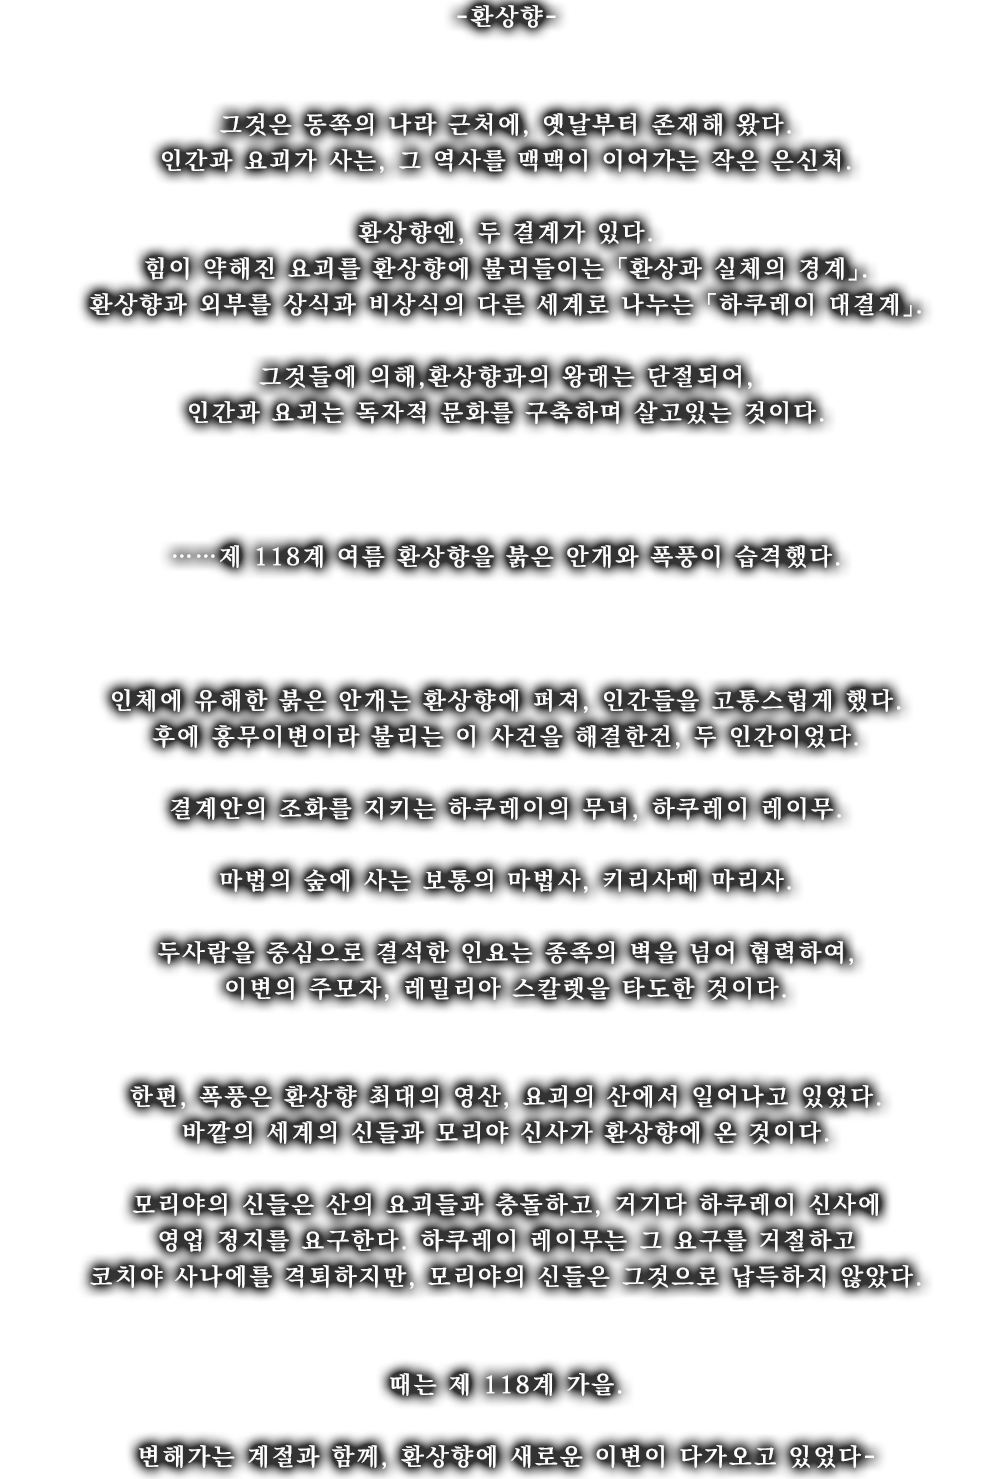 -환상향-
그것은 동쪽의 나라 근처에, 옛날부터 존재해 왔다.
인간과 요괴가 사는, 그 역사를 맥맥이 이어가는 작은 은신처.
환상향엔, 두 결계가 있다.
힘이 약해진 요괴를 환상향에 불러들이는「환상과 실체의 경계」.
환상향과 외부를 상식과 비상식의 다른 세계로 나누는「하쿠레이 대결계」.
그것들에 의해,환상향과의 왕래는 단절되어,
인간과 요괴는 독자적 문화를 구축하며 살고있는 것이다.
……제 118계 여름 환상향을 붉은 안개와 폭풍이 습격했다.
인체에 유해한 붉은 안개는 환상향에 퍼져, 인간들을 고통스럽게 했다.
후에 홍무이변이라 불리는 이 사건을 해결한건, 두 인간이었다.
결계안의 조화를 지키는 하쿠레이의 무녀, 하쿠레이 레이무.
마법의 숲에 사는 보통의 마법사, 키리사메 마리사.
두사람을 중심으로 결석한 인요는 종족의 벽을 넘어 협력하여,
이변의 주모자, 레밀리아 스칼렛을 타도한 것이다.
한편, 폭풍은 환상향 최대의 영산, 요괴의 산에서 일어나고 있었다.
바깥의 세계의 신들과 모리야 신사가 환상향에 온 것이다.
모리야의 신들은 산의 요괴들과 충돌하고, 거기다 하쿠레이 신사에
영업 정지를 요구한다. 하쿠레이 레이무는 그 요구를 거절하고
코치야 사나에를 격퇴하지만, 모리야의 신들은 그것으로 납득하지 않았다.
때는 제 118계 가을.
변해가는 계절과 함께, 환상향에 새로운 이변이 다가오고 있었다-